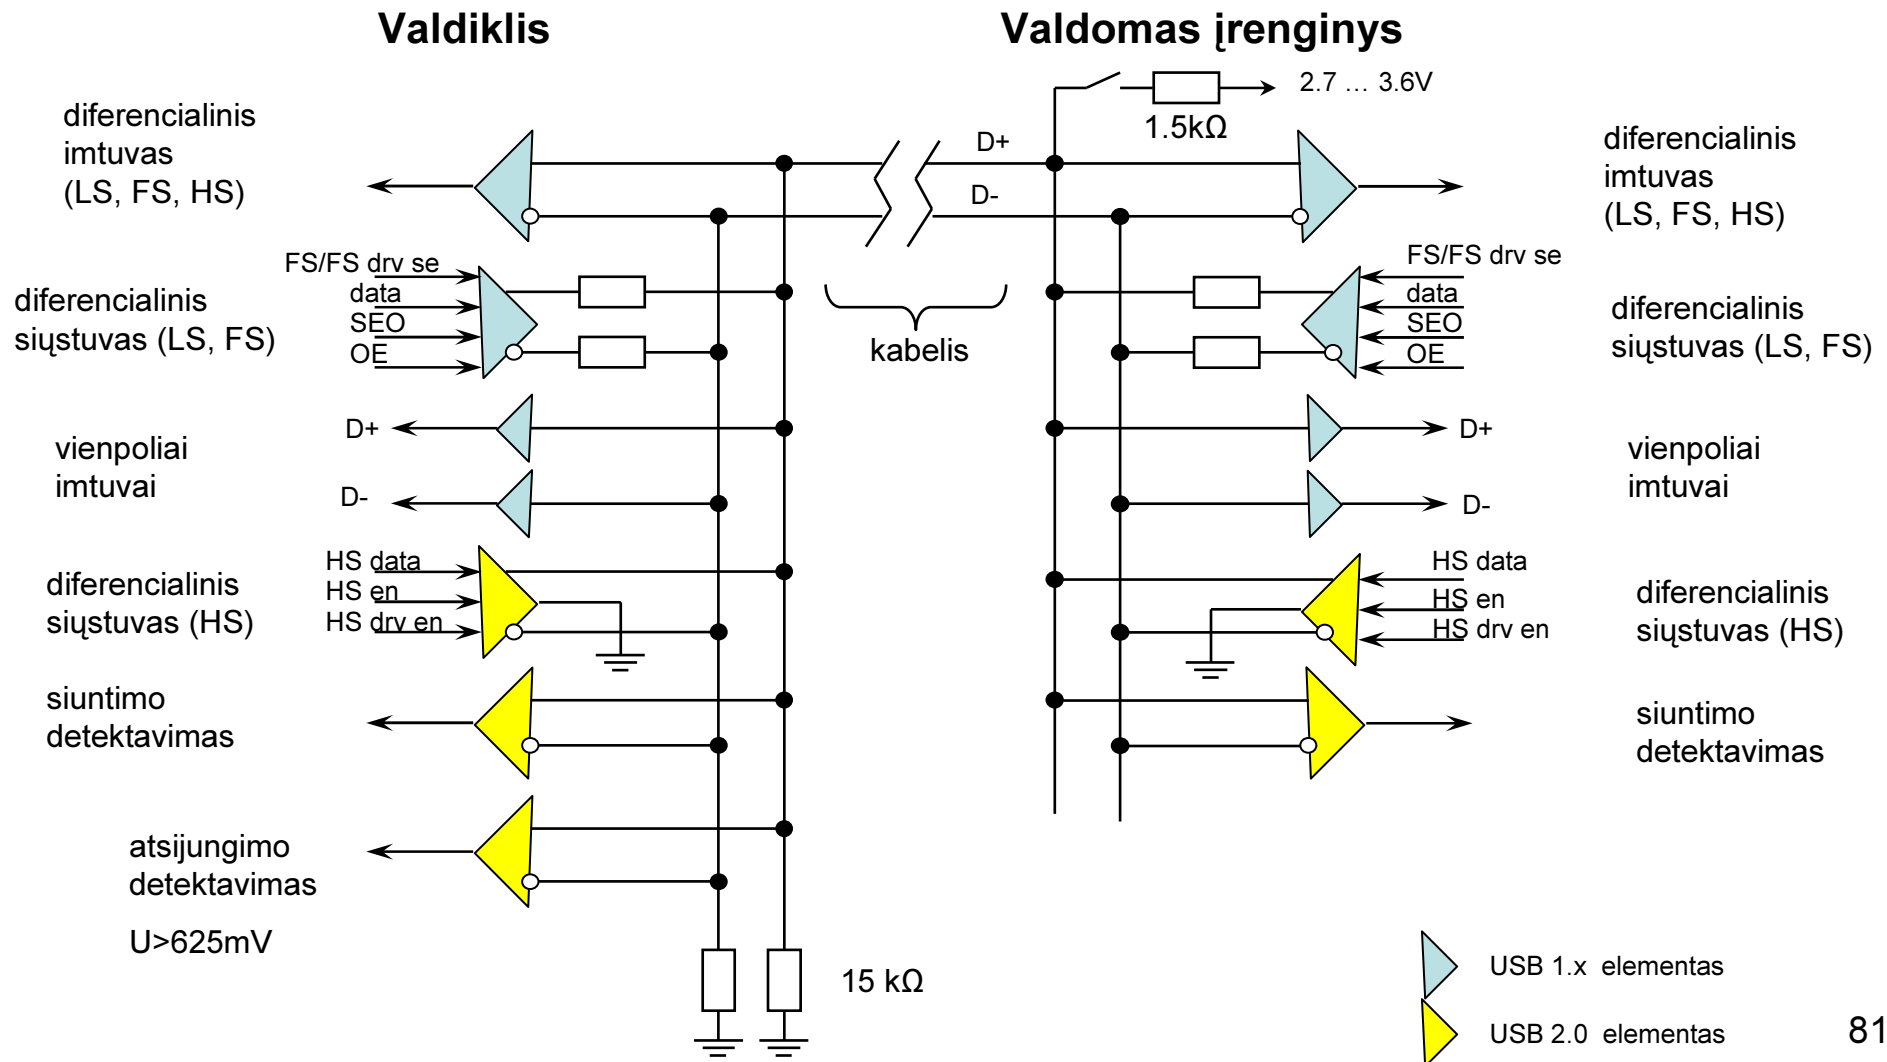 Valdiklis
Valdomas įrenginys
2.7 … 3.6V
1.5kΩ
diferencialinis
imtuvas
(LS, FS, HS)
D+
D-
diferencialinis
imtuvas
(LS, FS, HS)
diferencialinis
siųstuvas (LS, FS)
FS/FS drv se
data
SEO
OE
kabelis
FS/FS drv se
data
SEO
OE
diferencialinis
siųstuvas (LS, FS)
vienpoliai
imtuvai
D+
D-
D+
D-
vienpoliai
imtuvai
diferencialinis
siųstuvas (HS)
HS data
HS en
HS drv en
HS data
HS en
HS drv en
diferencialinis
siųstuvas (HS)
siuntimo
detektavimas
siuntimo
detektavimas
atsijungimo
detektavimas
U>625mV
15 kΩ
USB 1.x elementas
USB 2.0 elementas
81